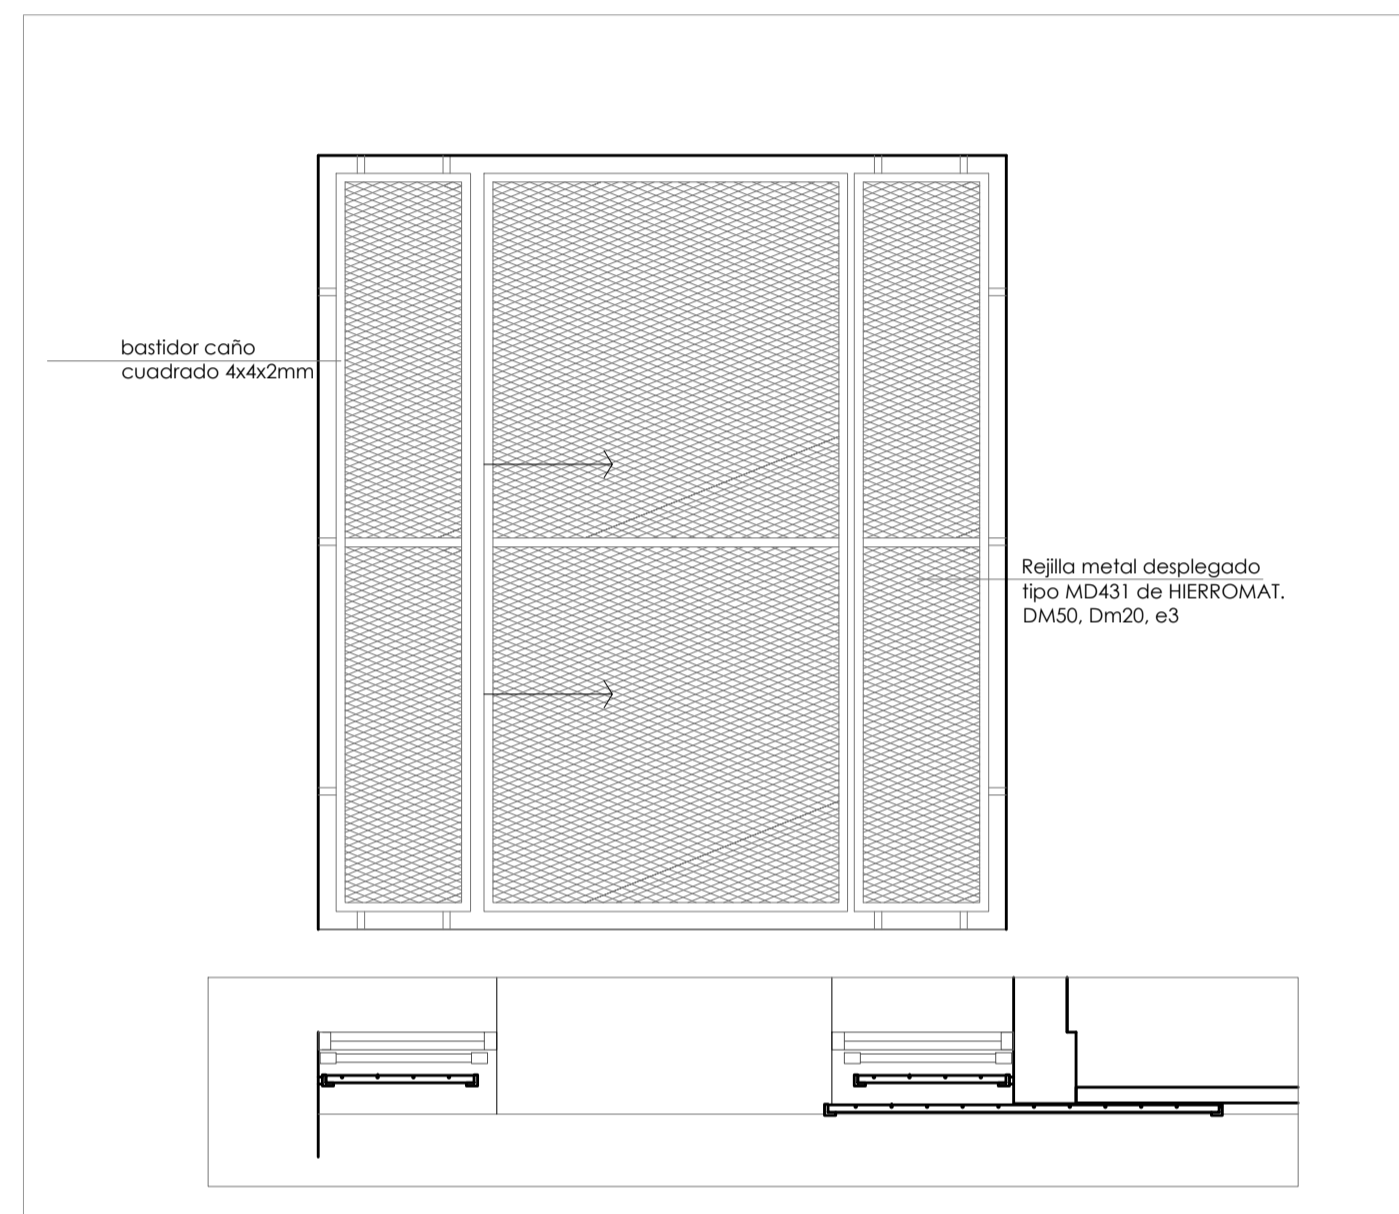 bastidor caño
cuadrado 4x4x2mm
Rejilla metal desplegado
tipo MD431 de HIERROMAT.
DM50, Dm20, e3